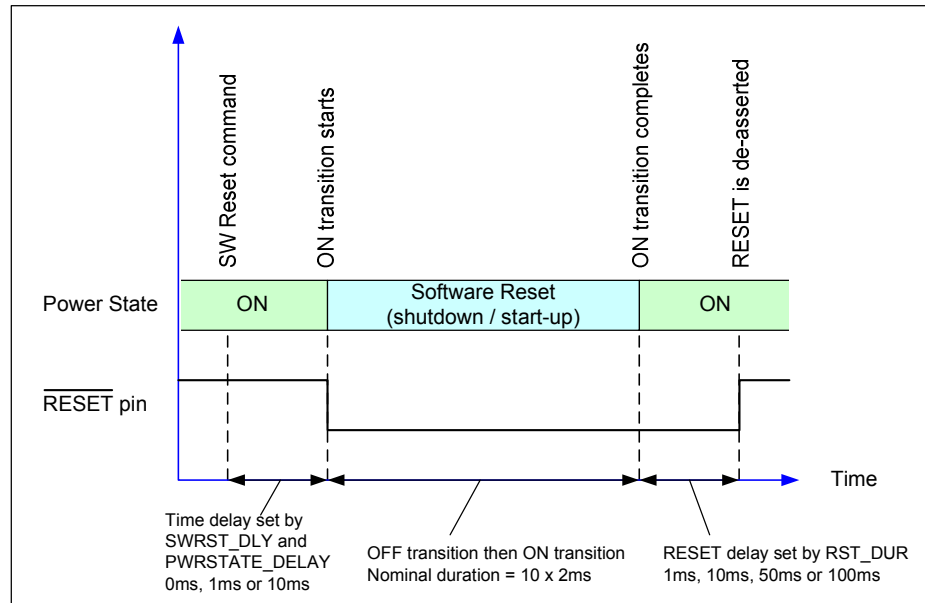 SW Reset command
ON transition starts
ON transition completes
RESET is de-asserted
Power State
ON
Software Reset
(shutdown / start-up)
ON
RESET pin
Time
Time delay set by
SWRST_DLY and
PWRSTATE_DELAY
0ms, 1ms or 10ms
OFF transition then ON transition
Nominal duration = 10 x 2ms
RESET delay set by RST_DUR
1ms, 10ms, 50ms or 100ms